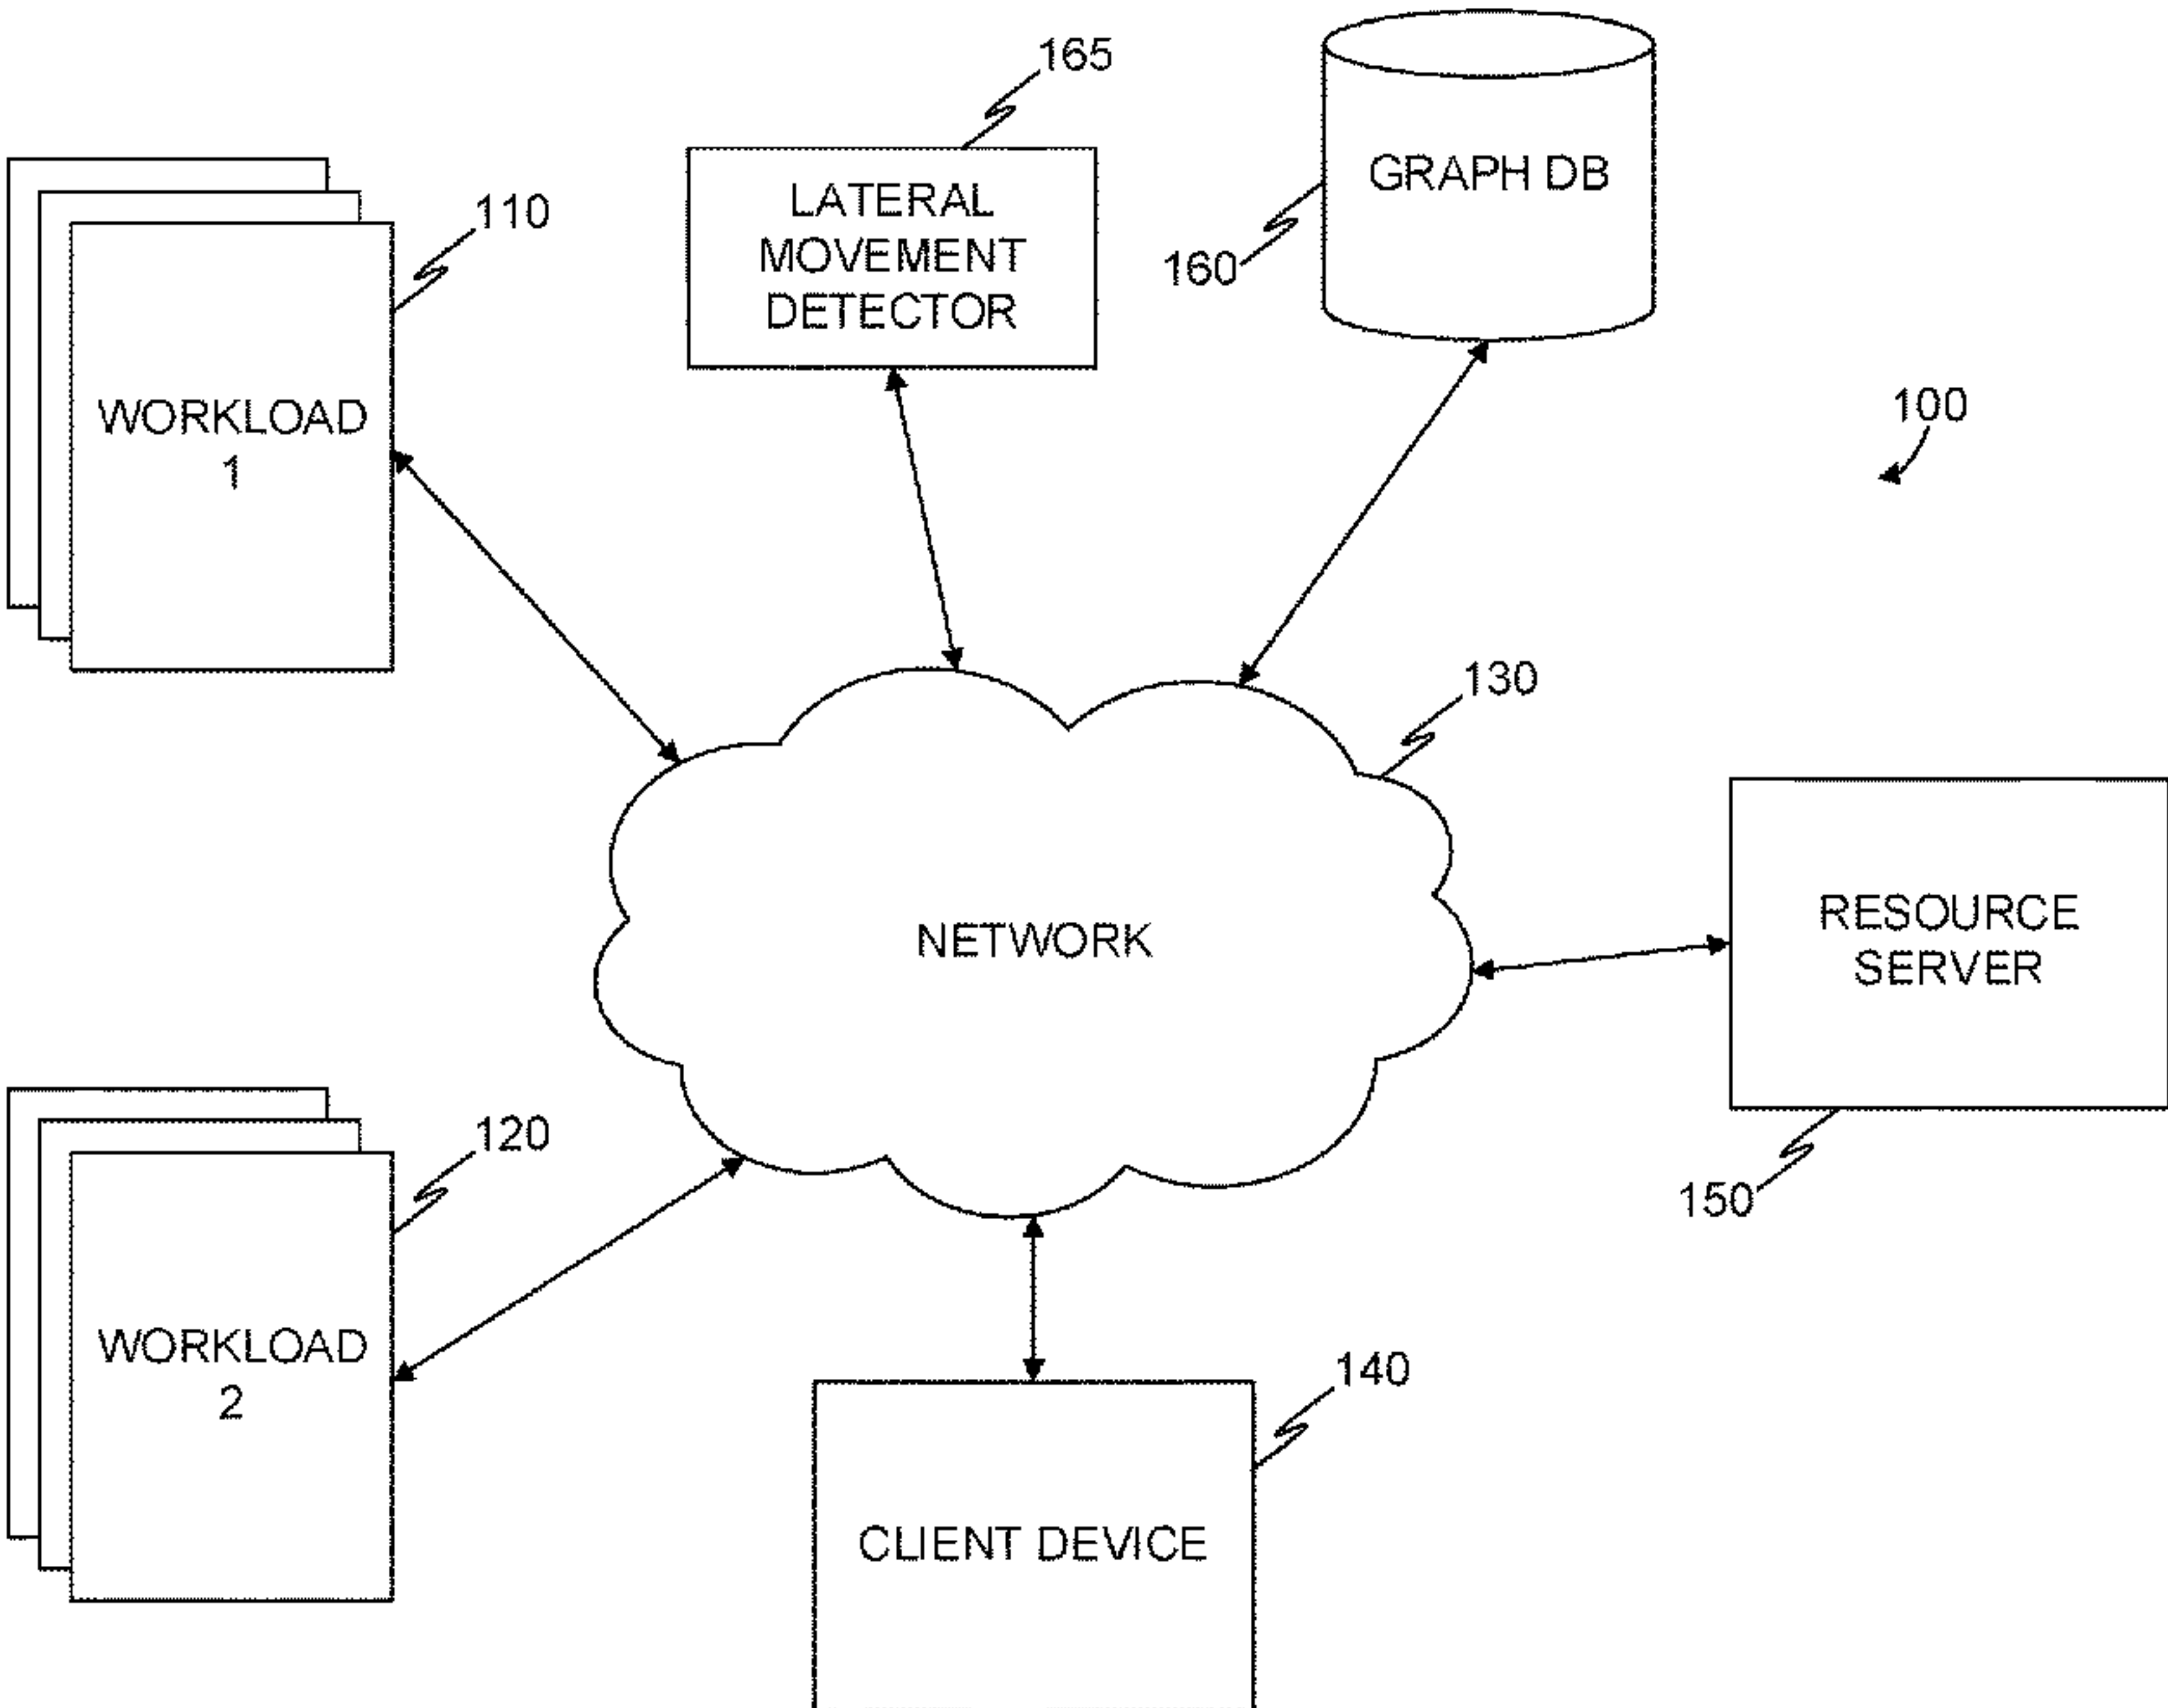 165
LATERAL
MOVEMENT
DETECTOR
GRAPH DB
160
110
WORKLOAD
1
100
130
NETWORK
RESOURCE
SERVER
150
120
WORKLOAD
2
140
CLIENT DEVICE